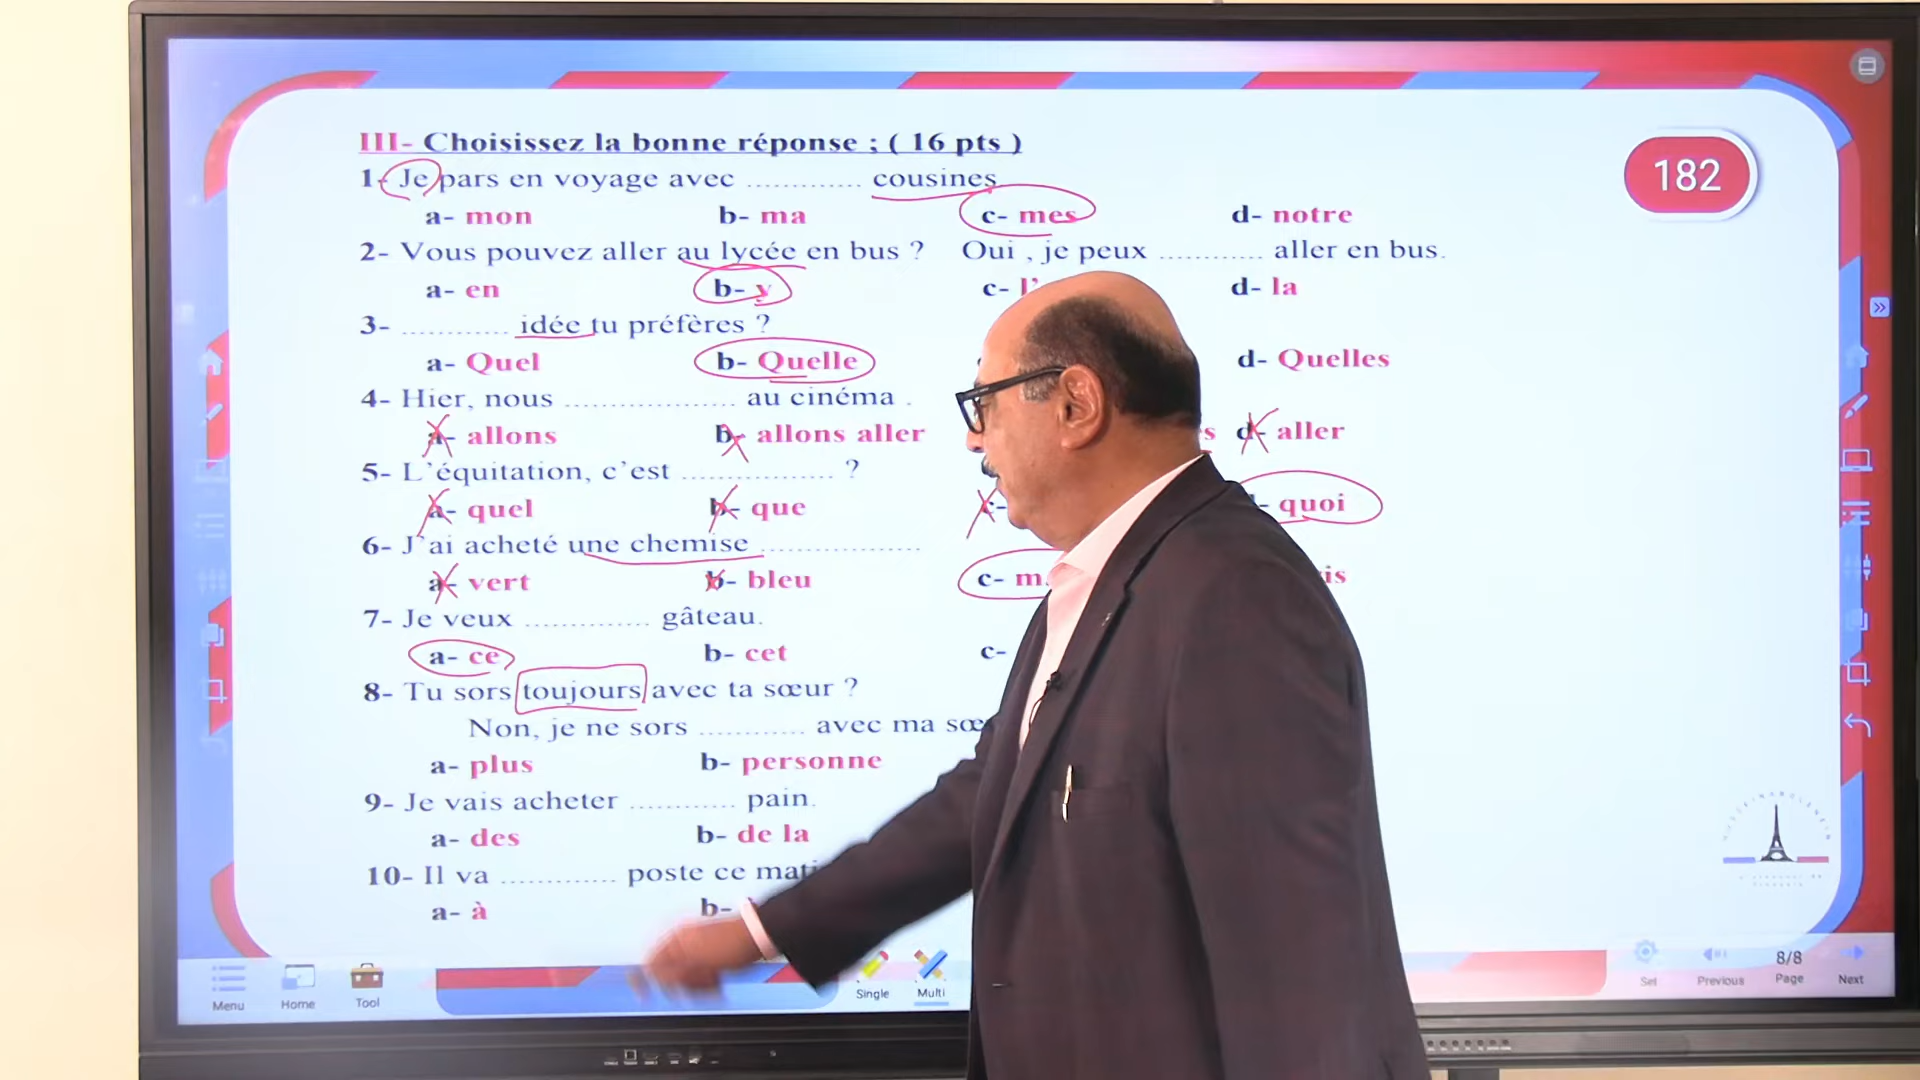 III- Choisissez la bonne réponse ; ( 16 pts )
182
1- Je pars en voyage avec ............. cousines
a- mon b- ma c- mes d- notre
2- Vous pouvez aller au lycée en bus ? Oui , je peux ............ aller en bus.
a- en b- y c- l' d- la
3- ............ idée tu préfères ?
a- Quel b- Quelle d- Quelles
4- Hier, nous ................... au cinéma .
a- allons b- allons aller d- aller
5- L'équitation, c'est ................. ?
a- quel b- que c- quoi
6- J'ai acheté une chemise ..................
a- vert b- bleu c-
7- Je veux .............. gâteau.
a- ce b- cet c-
8- Tu sors toujours avec ta sœur ?
Non, je ne sors ............ avec ma
a- plus b- personne
9- Je vais acheter ............ pain.
a- des b- de la
10- Il va ............. poste ce
a- à b-
Menu Home Tool Single Multi Set Previous 8/8 Page Next